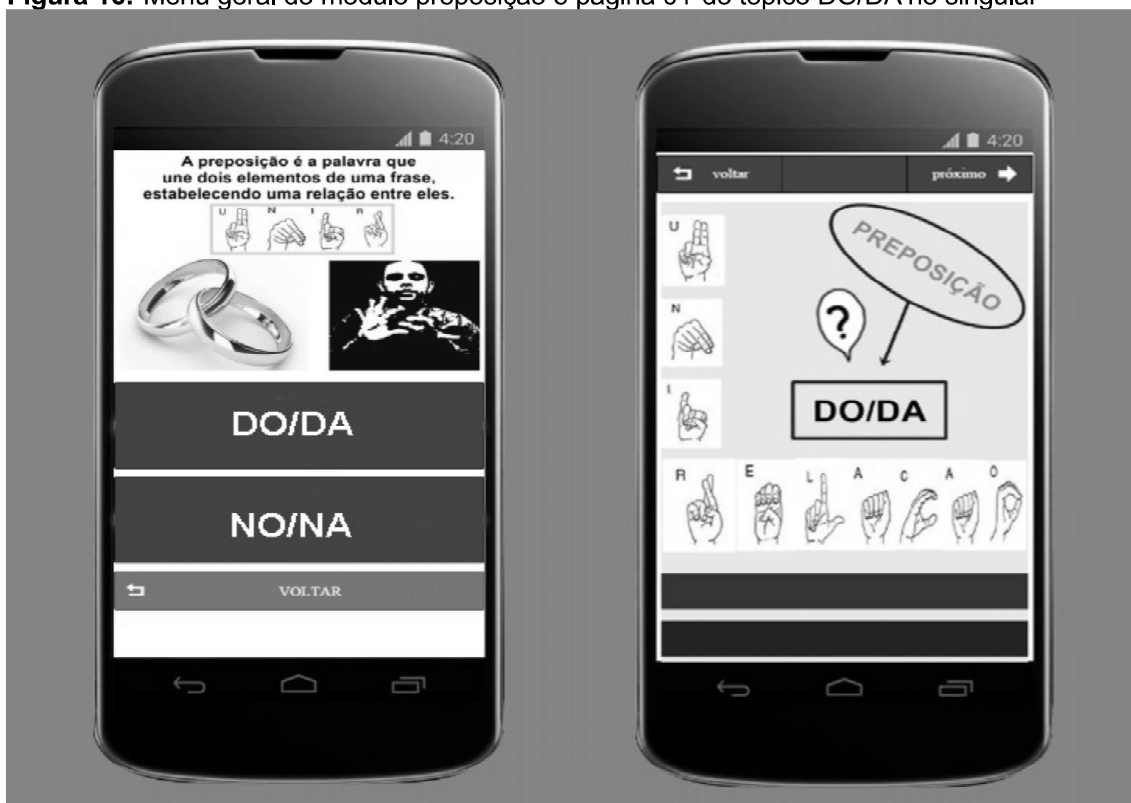 Figura 10: Menu geral do módulo preposição e página 01 do tópico DO/DA no singular
4:20
A preposição é a palavra que
une dois elementos de uma frase,
estabelecendo uma relação entre eles.
U N I R
DO/DA
NO/NA
VOLTAR
4:20
voltar próximo
PREPOSIÇÃO
U
?
N
I
DO/DA
R E L A C A O